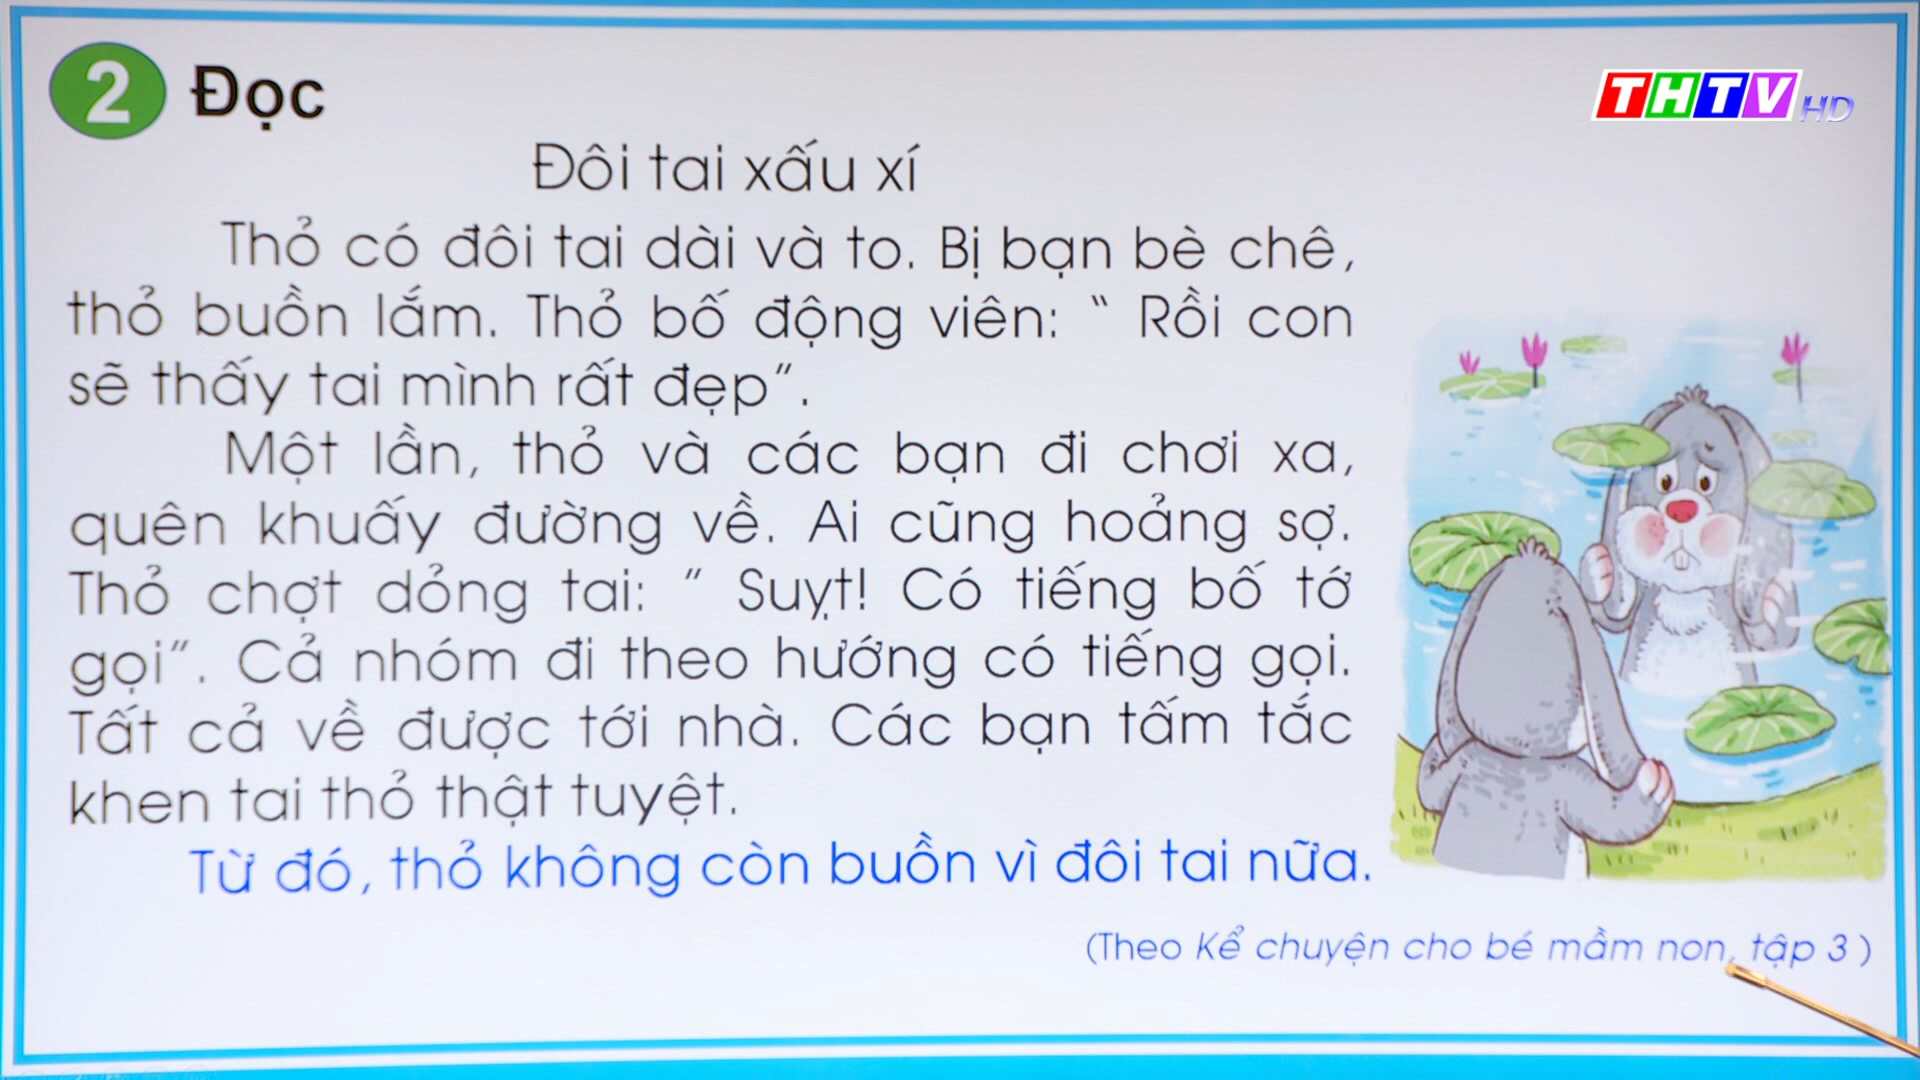 2 Đọc
THTV HD
Đôi tai xấu xí
Thỏ có đôi tai dài và to. Bị bạn bè chê,
thỏ buồn lắm. Thỏ bố động viên: “ Rồi con
sẽ thấy tai mình rất đẹp”.
Một lần, thỏ và các bạn đi chơi xa,
quên khuấy đường về. Ai cũng hoảng sợ.
Thỏ chợt dỏng tai: ” Suỵt! Có tiếng bố tớ
gọi”. Cả nhóm đi theo hướng có tiếng gọi.
Tất cả về được tới nhà. Các bạn tấm tắc
khen tai thỏ thật tuyệt.
Từ đó, thỏ không còn buồn vì đôi tai nữa.
(Theo Kể chuyện cho bé mầm non, tập 3 )